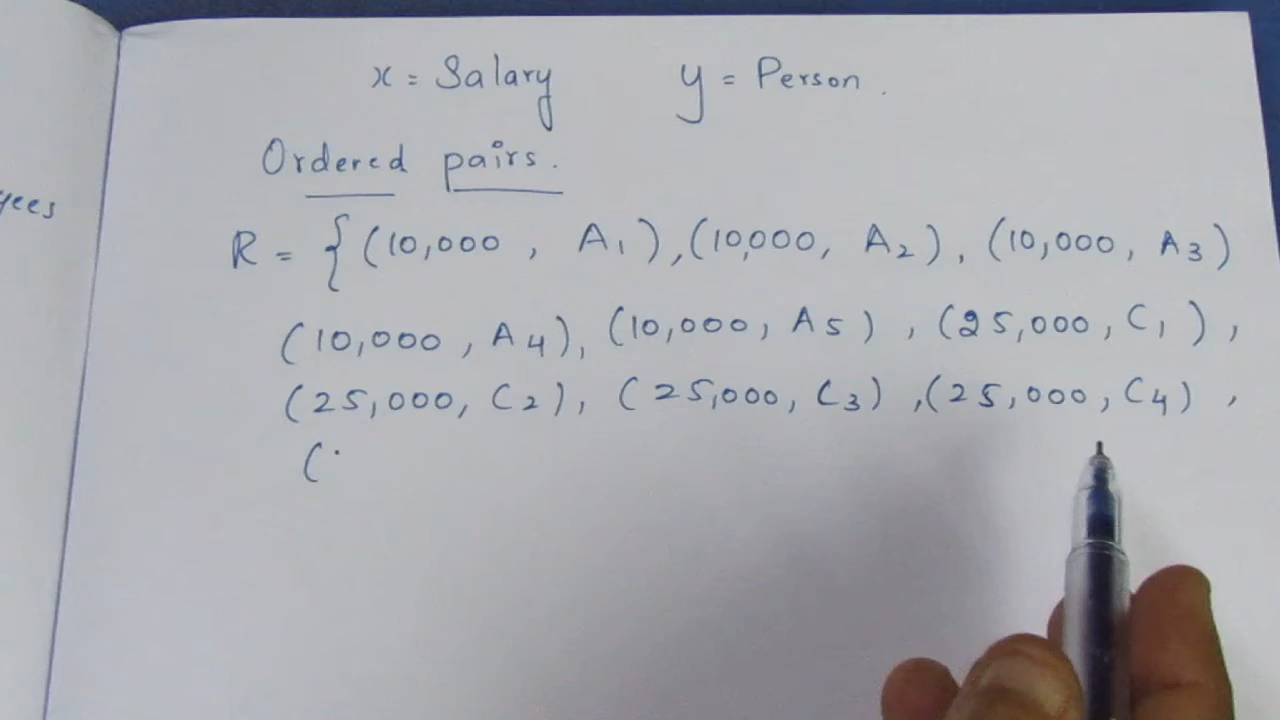 x = Salary y = Person.
yees
Ordered pairs.
R = {(10,000, A1), (10,000, A2), (10,000, A3)
(10,000, A4), (10,000, A5), (25,000, C1),
(25,000, C2), (25,000, C3), (25,000, C4),
(